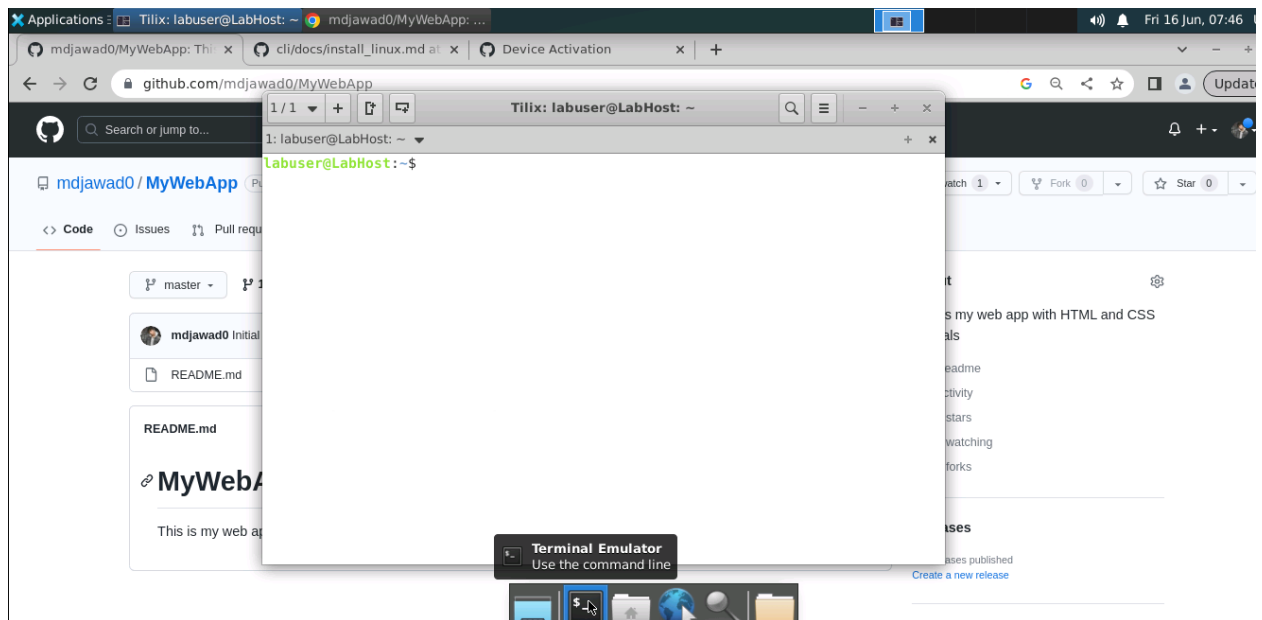 Applications
Tilix: labuser@LabHost: ~
mdjawad0/MyWebApp: ...
Fri 16 Jun, 07:46
mdjawad0/MyWebApp: Thi
cli/docs/install_linux.md at
Device Activation
github.com/mdjawad0/MyWebApp
Updat
1 / 1
Tilix: labuser@LabHost: ~
Search or jump to...
1: labuser@LabHost: ~
labuser@LabHost:~$
mdjawad0 / MyWebApp
Pu
atch 1
Fork 0
Star 0
Code
Issues
Pull requ
master
1
ut
s my web app with HTML and CSS
als
mdjawad0 Initial
README.md
eadme
ctivity
stars
watching
forks
README.md
MyWebA
This is my web ap
ases
ases published
Create a new release
Terminal Emulator
Use the command line
$_